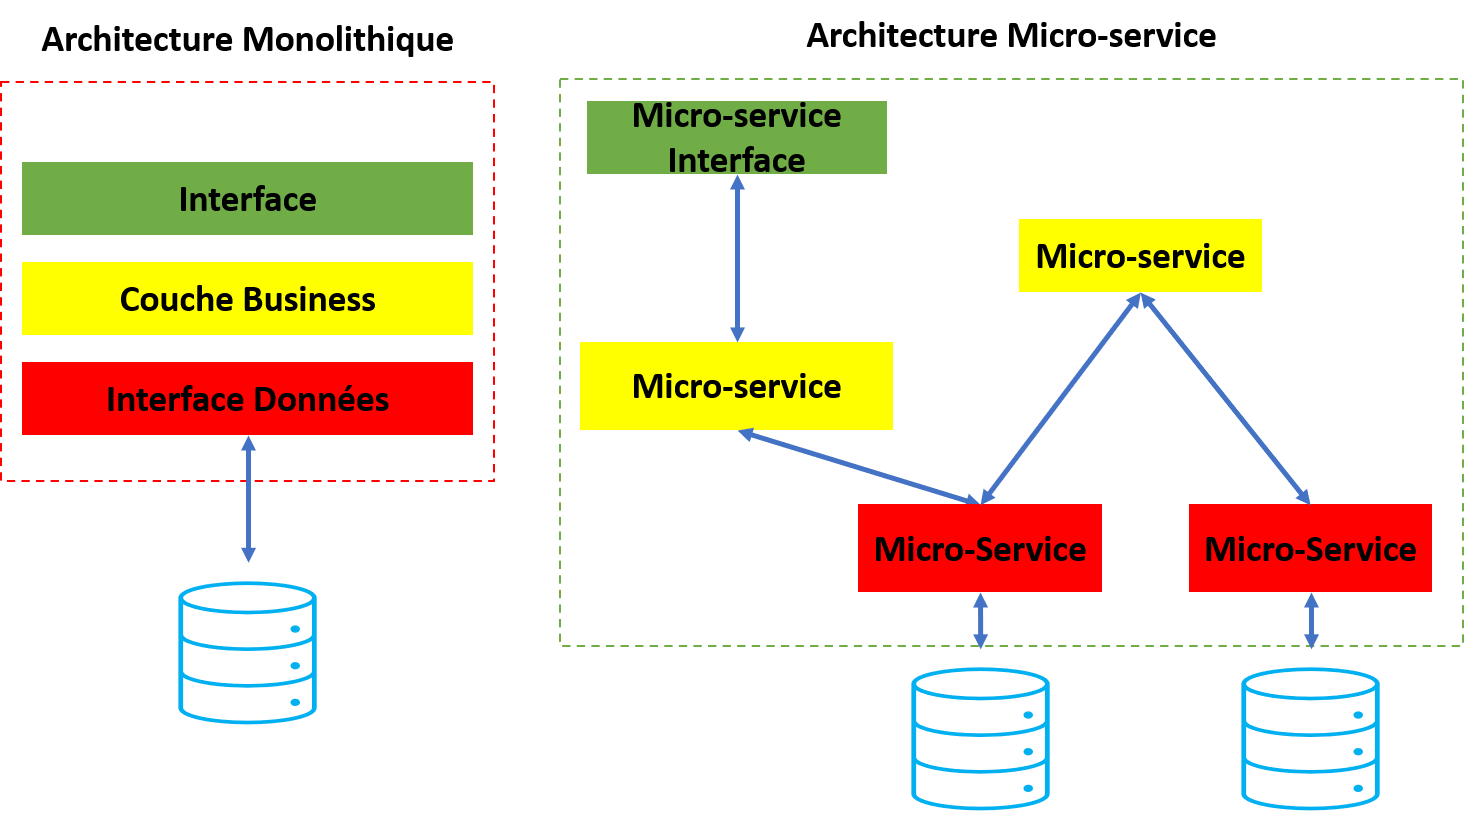 Architecture Monolithique
Interface
Couche Business
Interface Données
Architecture Micro-service
Micro-service
Interface
Micro-service
Micro-service
Micro-Service
Micro-Service